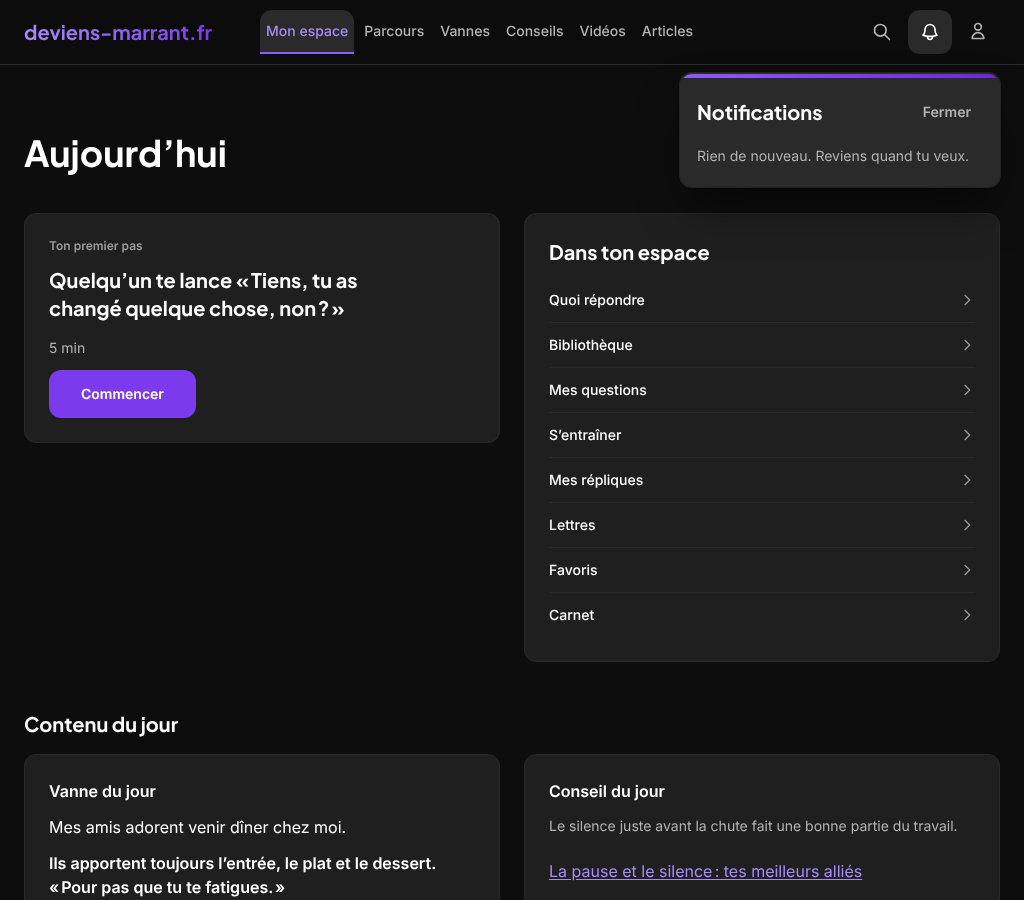 deviens-marrant.fr
Mon espace
Parcours
Vannes
Conseils
Vidéos
Articles
Notifications
Fermer
Rien de nouveau. Reviens quand tu veux.
Aujourd’hui
Ton premier pas
Quelqu’un te lance « Tiens, tu as
changé quelque chose, non ? »
5 min
Commencer
Dans ton espace
Quoi répondre
Bibliothèque
Mes questions
S’entraîner
Mes répliques
Lettres
Favoris
Carnet
Contenu du jour
Vanne du jour
Mes amis adorent venir dîner chez moi.
Ils apportent toujours l’entrée, le plat et le dessert.
« Pour pas que tu te fatigues. »
Conseil du jour
Le silence juste avant la chute fait une bonne partie du travail.
La pause et le silence : tes meilleurs alliés